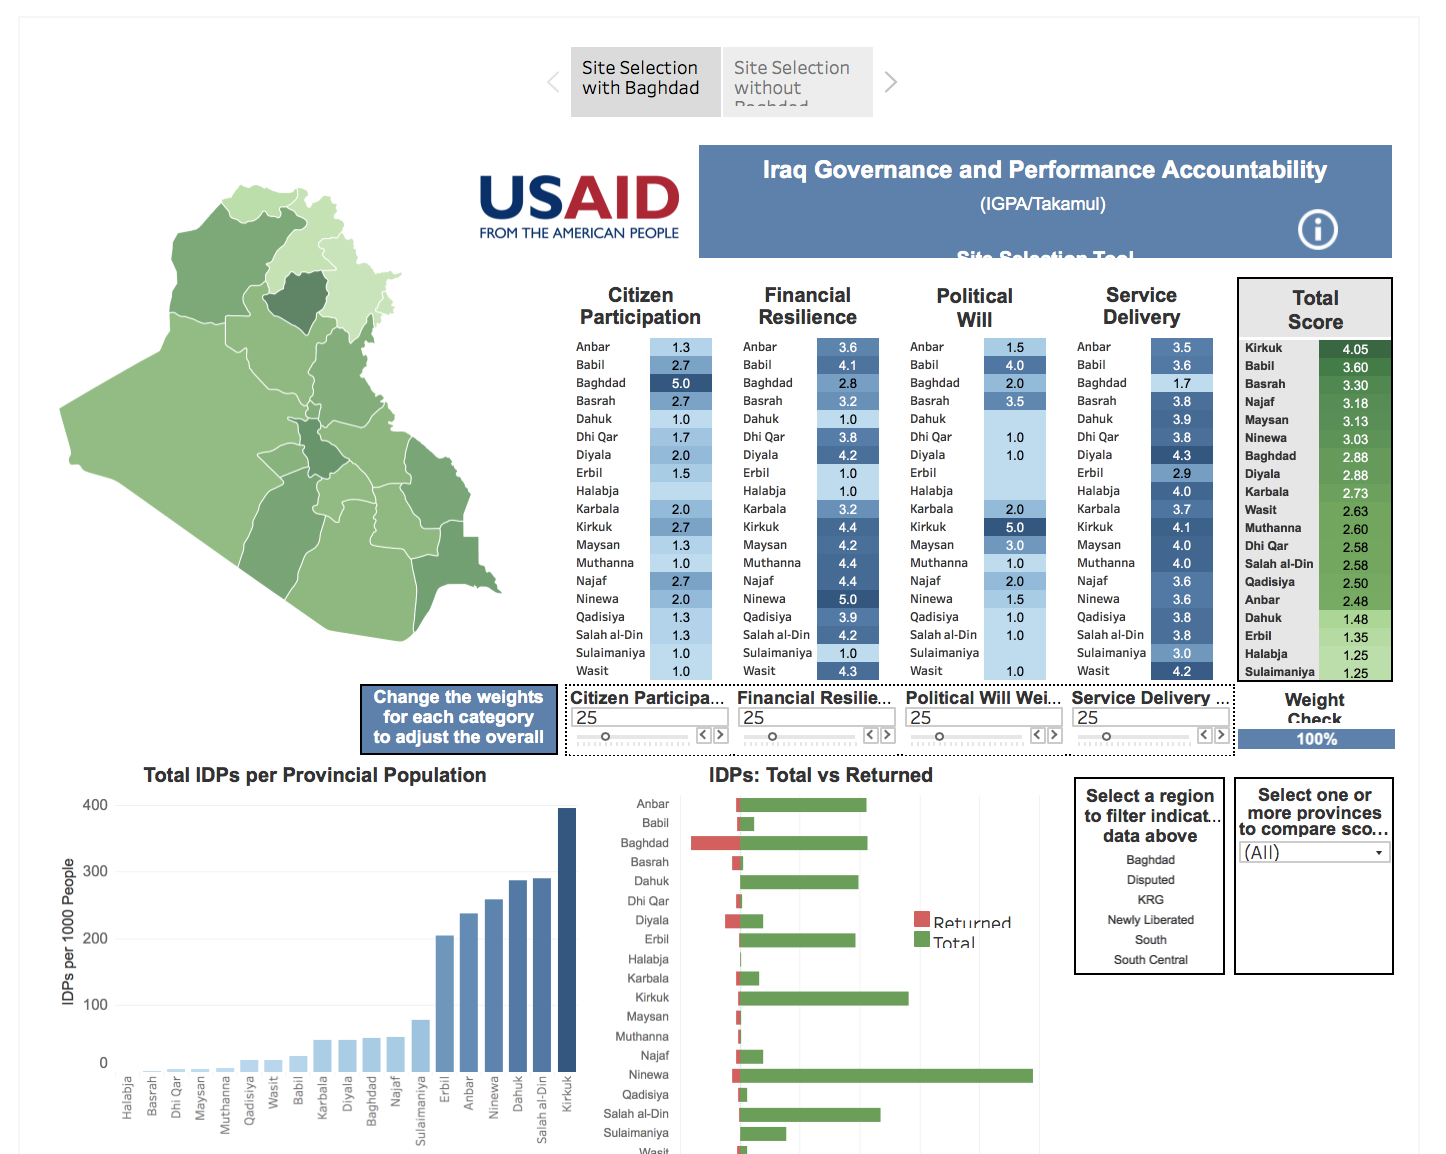 Site Selection
with Baghdad
Site Selection
without
Baghdad
USAID
FROM THE AMERICAN PEOPLE
Iraq Governance and Performance Accountability
(IGPA/Takamul)
Site Selection Tool
Citizen
Participation
Anbar 1.3
Babil 2.7
Baghdad 5.0
Basrah 2.7
Dahuk 1.0
Dhi Qar 1.7
Diyala 2.0
Erbil 1.5
Halabja
Karbala 2.0
Kirkuk 2.7
Maysan 1.3
Muthanna 1.0
Najaf 2.7
Ninewa 2.0
Qadisiya 1.3
Salah al-Din 1.3
Sulaimaniya 1.0
Wasit 1.0
Financial
Resilience
Anbar 3.6
Babil 4.1
Baghdad 2.8
Basrah 3.2
Dahuk 1.0
Dhi Qar 3.8
Diyala 4.2
Erbil 1.0
Halabja 1.0
Karbala 3.2
Kirkuk 4.4
Maysan 4.2
Muthanna 4.4
Najaf 4.4
Ninewa 5.0
Qadisiya 3.9
Salah al-Din 4.2
Sulaimaniya 1.0
Wasit 4.3
Political
Will
Anbar 1.5
Babil 4.0
Baghdad 2.0
Basrah 3.5
Dahuk
Dhi Qar 1.0
Diyala 1.0
Erbil
Halabja
Karbala 2.0
Kirkuk 5.0
Maysan 3.0
Muthanna 1.0
Najaf 2.0
Ninewa 1.5
Qadisiya 1.0
Salah al-Din 1.0
Sulaimaniya
Wasit 1.0
Service
Delivery
Anbar 3.5
Babil 3.6
Baghdad 1.7
Basrah 3.8
Dahuk 3.9
Dhi Qar 3.8
Diyala 4.3
Erbil 2.9
Halabja 4.0
Karbala 3.7
Kirkuk 4.1
Maysan 4.0
Muthanna 4.0
Najaf 3.6
Ninewa 3.6
Qadisiya 3.8
Salah al-Din 3.8
Sulaimaniya 3.0
Wasit 4.2
Total
Score
Kirkuk 4.05
Babil 3.60
Basrah 3.30
Najaf 3.18
Maysan 3.13
Ninewa 3.03
Baghdad 2.88
Diyala 2.88
Karbala 2.73
Wasit 2.63
Muthanna 2.60
Dhi Qar 2.58
Salah al-Din 2.58
Qadisiya 2.50
Anbar 2.48
Dahuk 1.48
Erbil 1.35
Halabja 1.25
Sulaimaniya 1.25
Change the weights
for each category
to adjust the overall
Citizen Participa...
25
Financial Resilie...
25
Political Will Wei...
25
Service Delivery ...
25
Weight
Check
100%
Total IDPs per Provincial Population
IDPs per 1000 People
400
300
200
100
0
Halabja
Basrah
Dhi Qar
Maysan
Muthanna
Qadisiya
Wasit
Babil
Karbala
Diyala
Baghdad
Najaf
Sulaimaniya
Erbil
Anbar
Ninewa
Dahuk
Salah al-Din
Kirkuk
IDPs: Total vs Returned
Anbar
Babil
Baghdad
Basrah
Dahuk
Dhi Qar
Diyala
Erbil
Halabja
Karbala
Kirkuk
Maysan
Muthanna
Najaf
Ninewa
Qadisiya
Salah al-Din
Sulaimaniya
Wasit
Returned
Total
Select a region
to filter indicat...
data above
Baghdad
Disputed
KRG
Newly Liberated
South
South Central
Select one or
more provinces
to compare sco...
(All)